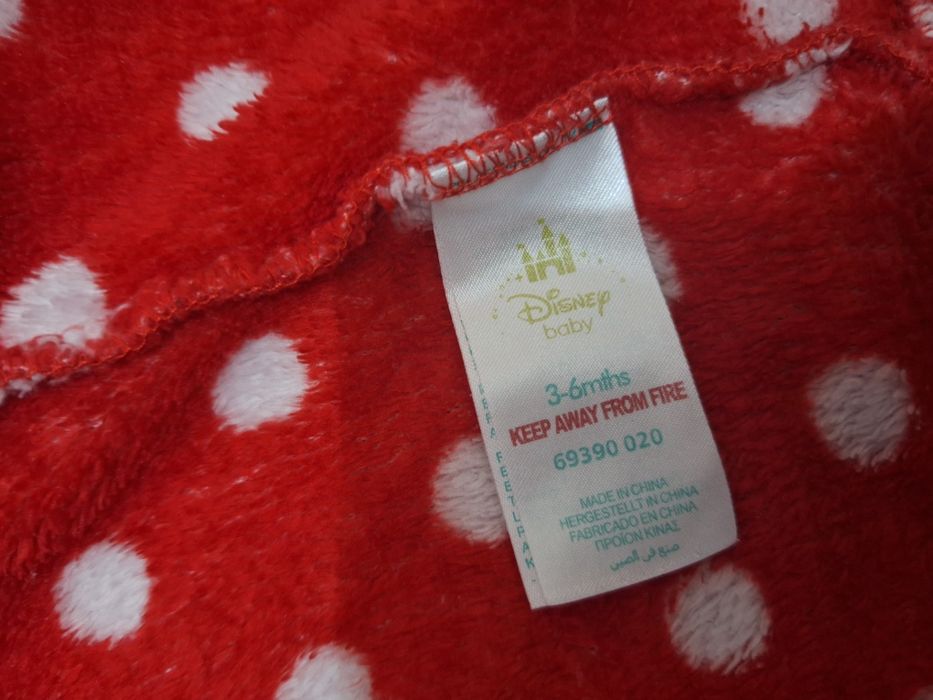 Disney
baby
3-6mths
KEEP AWAY FROM FIRE
69390 020
MADE IN CHINA
HERGESTELLT IN CHINA
FABRICADO EN CHINA
ΠΡΟΪΟΝ ΚΙΝΑΣ
صنع في الصين